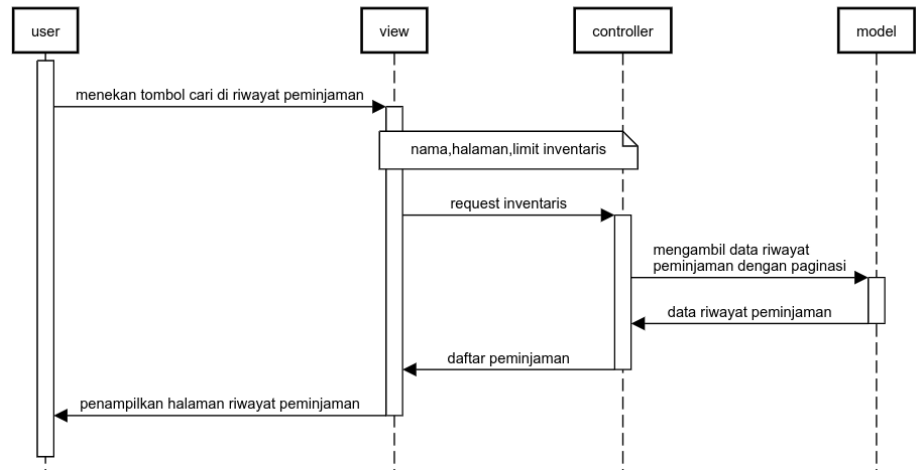 user
view
controller
model
menekan tombol cari di riwayat peminjaman
nama,halaman,limit inventaris
request inventaris
mengambil data riwayat
peminjaman dengan paginasi
data riwayat peminjaman
daftar peminjaman
penampilkan halaman riwayat peminjaman